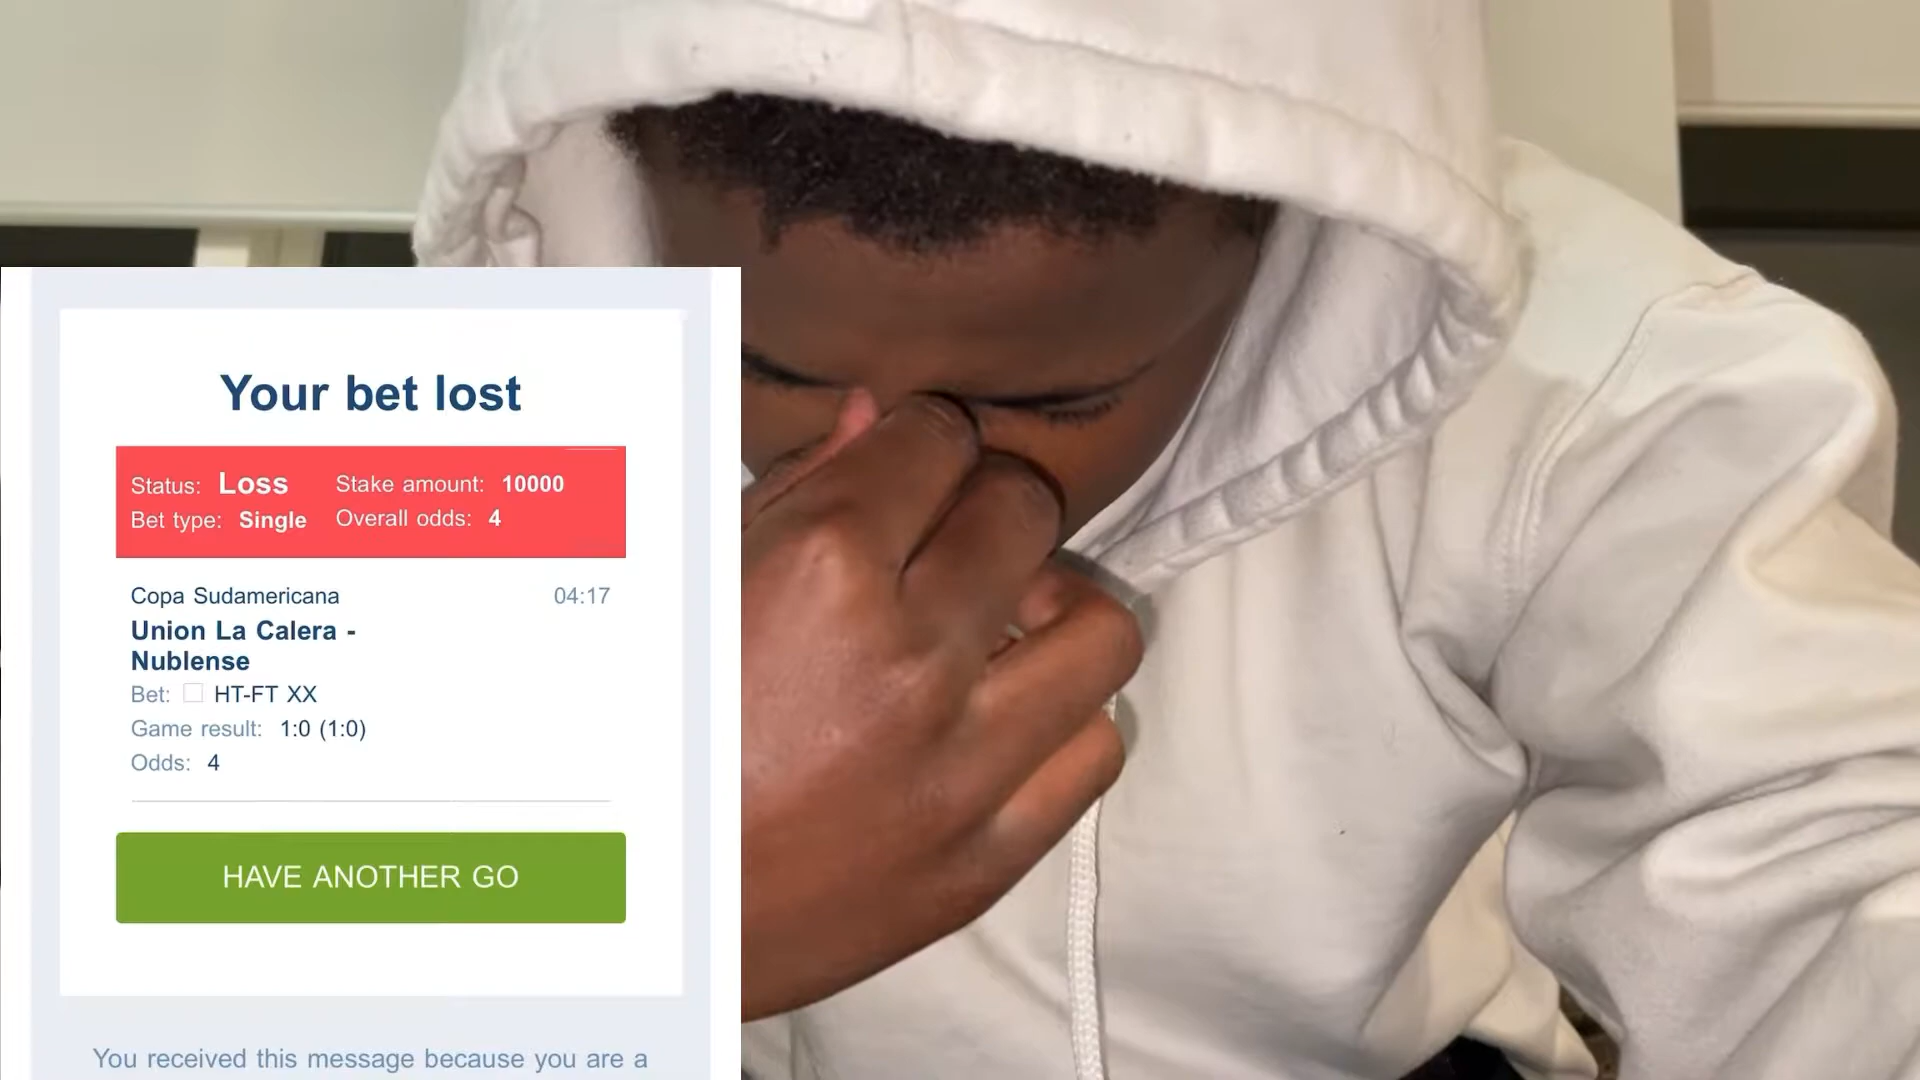 Your bet lost
Status: Loss Stake amount: 10000
Bet type: Single Overall odds: 4
Copa Sudamericana 04:17
Union La Calera -
Nublense
Bet: HT-FT XX
Game result: 1:0 (1:0)
Odds: 4
HAVE ANOTHER GO
You received this message because you are a